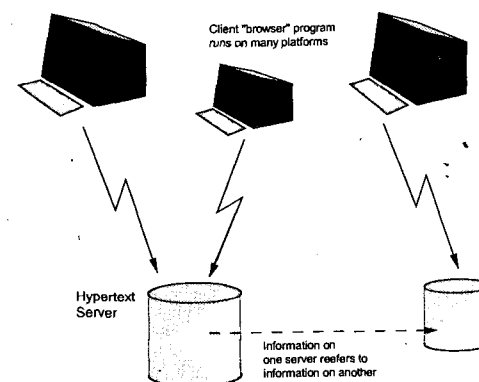 Client "browser" program
runs on many platforms
Hypertext
Server
Information on
one server reefers to
information on another